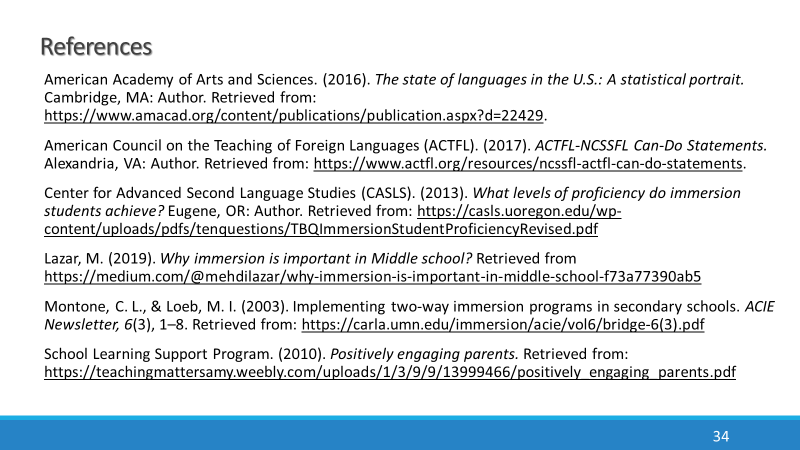 References
American Academy of Arts and Sciences. (2016). The state of languages in the U.S.: A statistical portrait.
Cambridge, MA: Author. Retrieved from:
https://www.amacad.org/content/publications/publication.aspx?d=22429.
American Council on the Teaching of Foreign Languages (ACTFL). (2017). ACTFL-NCSSFL Can-Do Statements.
Alexandria, VA: Author. Retrieved from: https://www.actfl.org/resources/ncssfl-actfl-can-do-statements.
Center for Advanced Second Language Studies (CASLS). (2013). What levels of proficiency do immersion
students achieve? Eugene, OR: Author. Retrieved from: https://casls.uoregon.edu/wp-
content/uploads/pdfs/tenquestions/TBQImmersionStudentProficiencyRevised.pdf
Lazar, M. (2019). Why immersion is important in Middle school? Retrieved from
https://medium.com/@mehdilazar/why-immersion-is-important-in-middle-school-f73a77390ab5
Montone, C. L., & Loeb, M. I. (2003). Implementing two-way immersion programs in secondary schools. ACIE
Newsletter, 6(3), 1–8. Retrieved from: https://carla.umn.edu/immersion/acie/vol6/bridge-6(3).pdf
School Learning Support Program. (2010). Positively engaging parents. Retrieved from:
https://teachingmattersamy.weebly.com/uploads/1/3/9/9/13999466/positively_engaging_parents.pdf
34